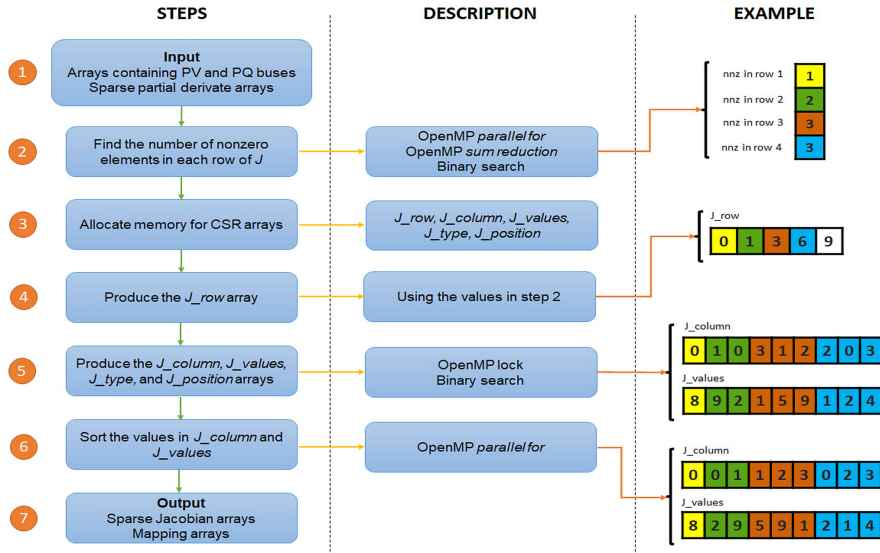 STEPS
DESCRIPTION
EXAMPLE
1
Input
Arrays containing PV and PQ buses
Sparse partial derivate arrays
2
Find the number of nonzero
elements in each row of J
OpenMP parallel for
OpenMP sum reduction
Binary search
nnz in row 1 1
nnz in row 2 2
nnz in row 3 3
nnz in row 4 3
3
Allocate memory for CSR arrays
J_row, J_column, J_values,
J_type, J_position
J_row
0 1 3 6 9
4
Produce the J_row array
Using the values in step 2
5
Produce the J_column, J_values,
J_type, and J_position arrays
OpenMP lock
Binary search
J_column
0 1 0 3 1 2 2 0 3
J_values
8 9 2 1 5 9 1 2 4
6
Sort the values in J_column and
J_values
OpenMP parallel for
J_column
0 0 1 1 2 3 0 2 3
J_values
8 2 9 5 9 1 2 1 4
7
Output
Sparse Jacobian arrays
Mapping arrays